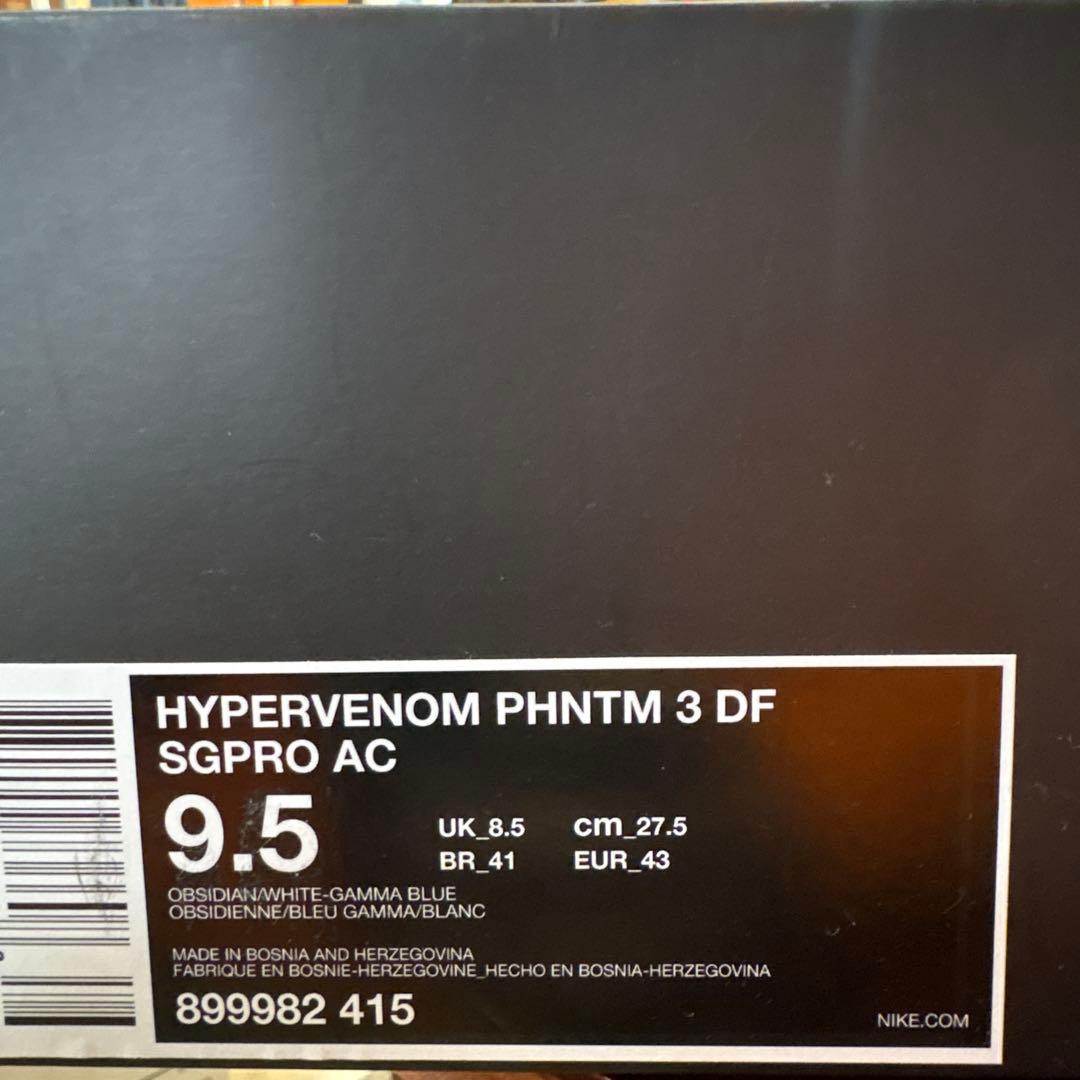 HYPERVENOM PHNTM 3 DF
SGPRO AC
9.5
UK_8.5 cm_27.5
BR_41 EUR_43
OBSIDIAN/WHITE-GAMMA BLUE
OBSIDIENNE/BLEU GAMMA/BLANC
MADE IN BOSNIA AND HERZEGOVINA
FABRIQUE EN BOSNIE-HERZEGOVINE_HECHO EN BOSNIA-HERZEGOVINA
899982 415
NIKE.COM